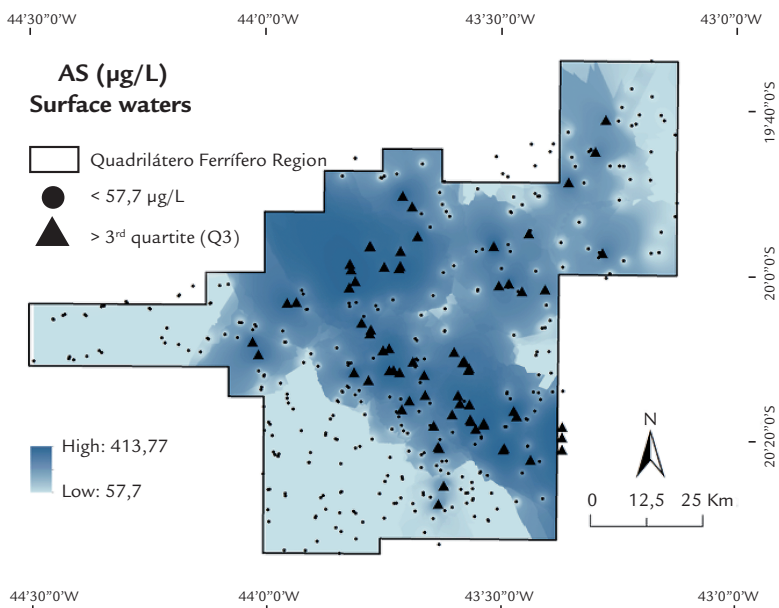 44°30"0"W 44°0"0"W 43°30"0"W 43°0"0"W
AS (µg/L)
Surface waters
Quadrilátero Ferrífero Region
< 57,7 µg/L
> 3rd quartite (Q3)
19°40"0"S
20°0"0"S
20°20"0"S
High: 413,77
Low: 57,7
N
0 12,5 25 Km
44°30"0"W 44°0"0"W 43°30"0"W 43°0"0"W